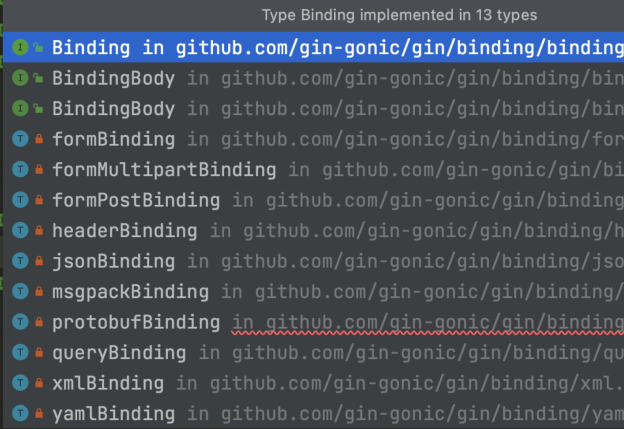 Type Binding implemented in 13 types
Binding in github.com/gin-gonic/gin/binding/binding
BindingBody in github.com/gin-gonic/gin/binding/bin
BindingBody in github.com/gin-gonic/gin/binding/bin
formBinding in github.com/gin-gonic/gin/binding/for
formMultipartBinding in github.com/gin-gonic/gin/bi
formPostBinding in github.com/gin-gonic/gin/binding
headerBinding in github.com/gin-gonic/gin/binding/h
jsonBinding in github.com/gin-gonic/gin/binding/jso
msgpackBinding in github.com/gin-gonic/gin/binding/
protobufBinding in github.com/gin-gonic/gin/binding
queryBinding in github.com/gin-gonic/gin/binding/qu
xmlBinding in github.com/gin-gonic/gin/binding/xml.
yamlBinding in github.com/gin-gonic/gin/binding/yam